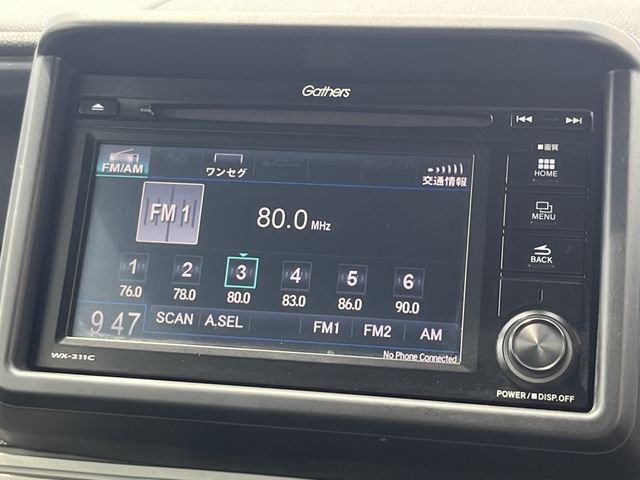 Gathers
画質
FM/AM
ワンセグ
交通情報
HOME
FM 1
80.0 MHz
MENU
1 2 3 4 5 6
76.0 78.0 80.0 83.0 86.0 90.0
BACK
9 47
SCAN A.SEL FM1 FM2 AM
WX-211C
No Phone Connected
POWER/ DISP.OFF